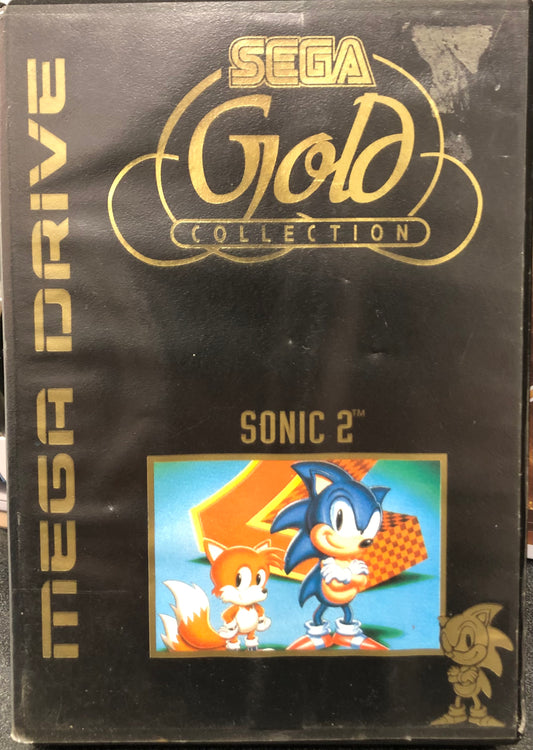 SEGA
Gold
COLLECTION
MEGA DRIVE
SONIC 2™